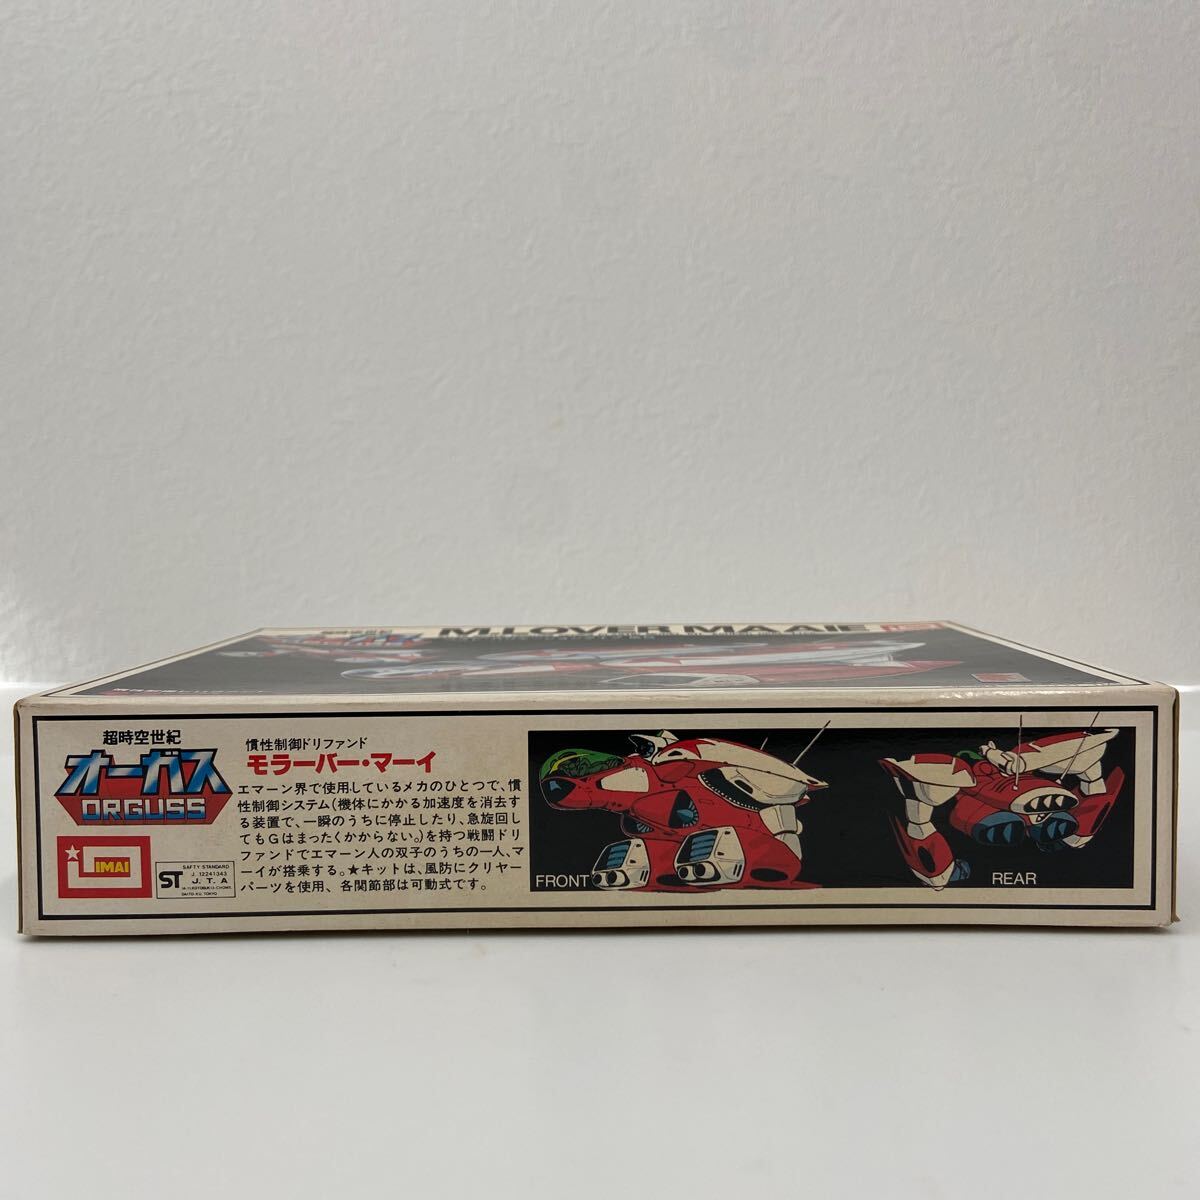 M.LOVER MAAIE
超時空世紀
オーガス
ORGUSS
IMAI
ST
SAFTY STANDARD
J. 12241343
J. T. A
慣性制御ドリファンド
モラーバー・マーイ
エマーン界で使用しているメカのひとつで、慣
性制御システム(機体にかかる加速度を消去す
る装置で、一瞬のうちに停止したり、急旋回し
てもGはまったくかからない。)を持つ戦闘ドリ
ファンドでエマーン人の双子のうちの一人、マ
ーイが搭乗する。★キットは、風防にクリヤー
パーツを使用、各関節部は可動式です。
FRONT
REAR